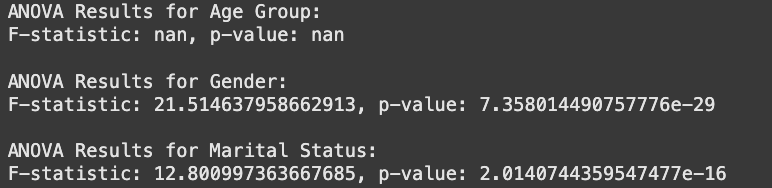 ANOVA Results for Age Group:
F-statistic: nan, p-value: nan
ANOVA Results for Gender:
F-statistic: 21.514637958662913, p-value: 7.358014490757776e-29
ANOVA Results for Marital Status:
F-statistic: 12.800997363667685, p-value: 2.0140744359547477e-16